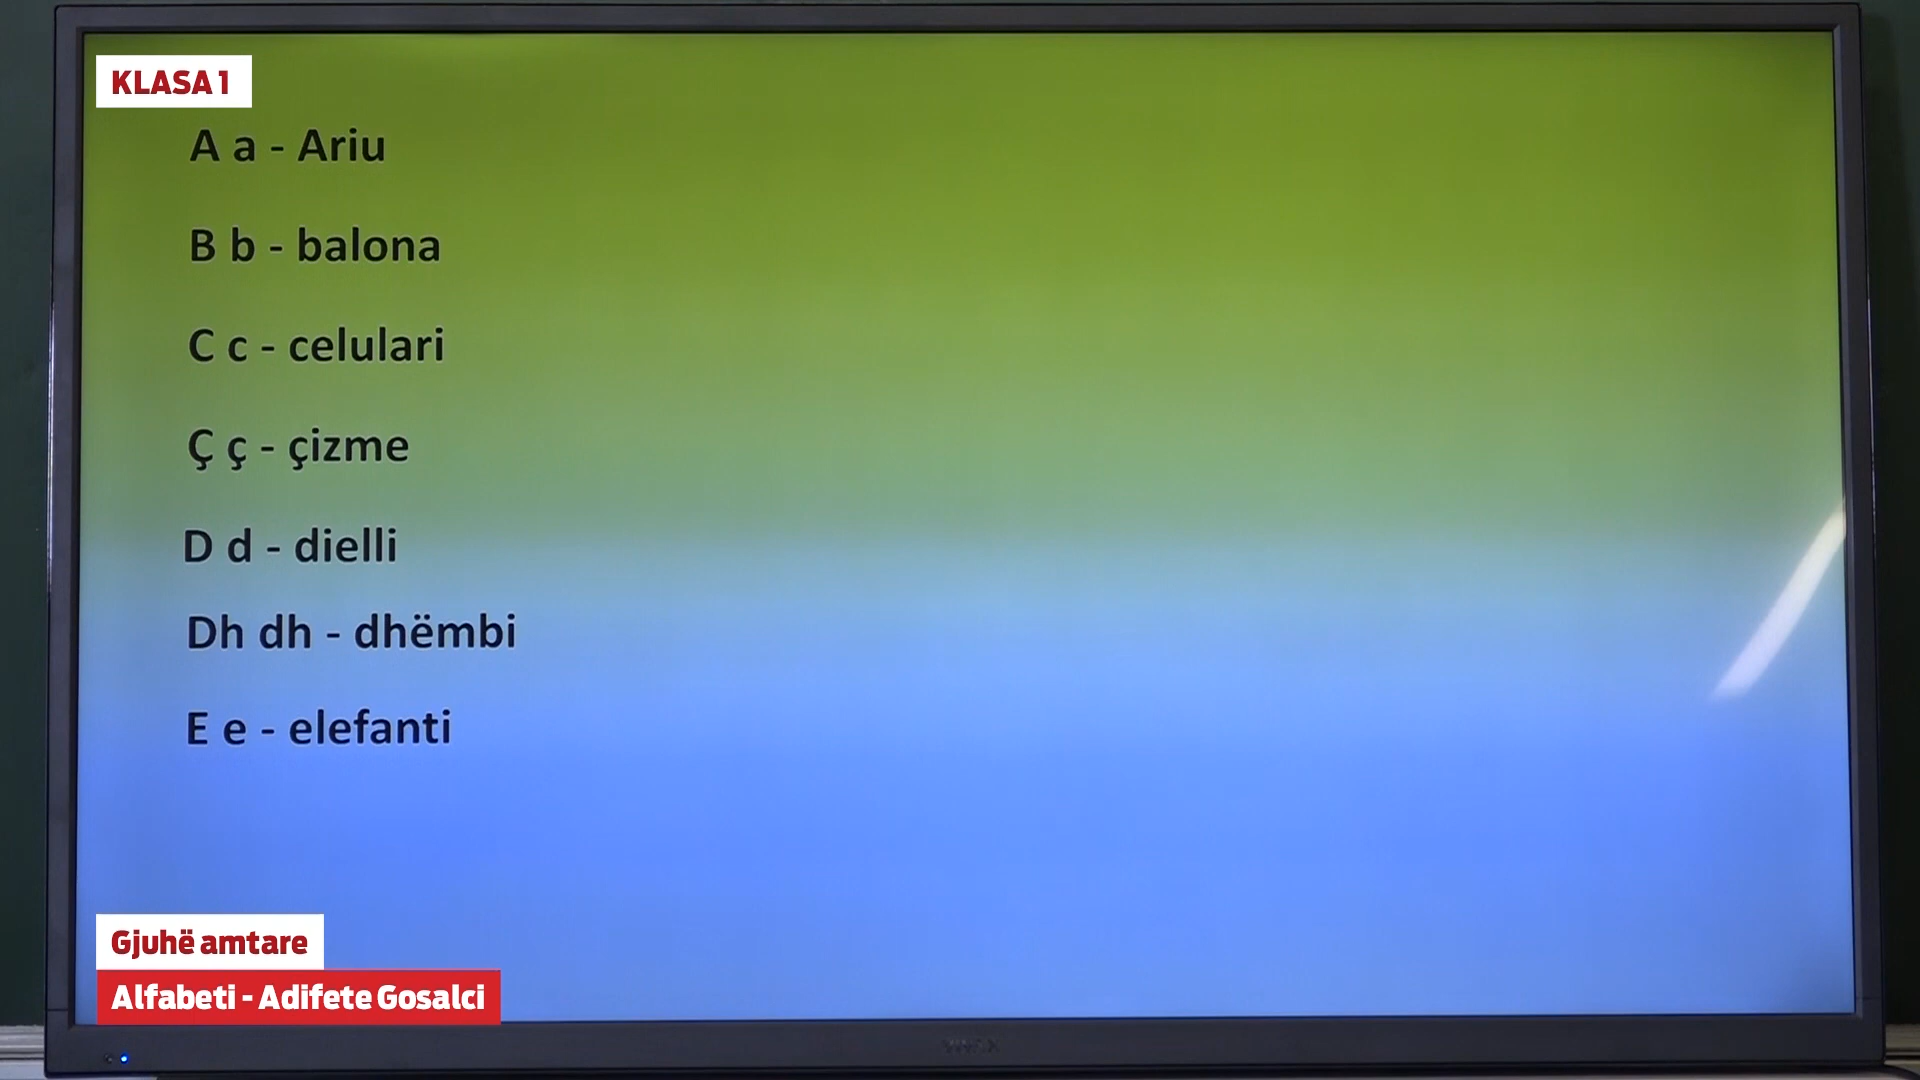 KLASA 1
A a - Ariu
B b - balona
C c - celulari
Ç ç - çizme
D d - dielli
Dh dh - dhëmbi
E e - elefanti
Gjuhë amtare
Alfabeti - Adifete Gosalci